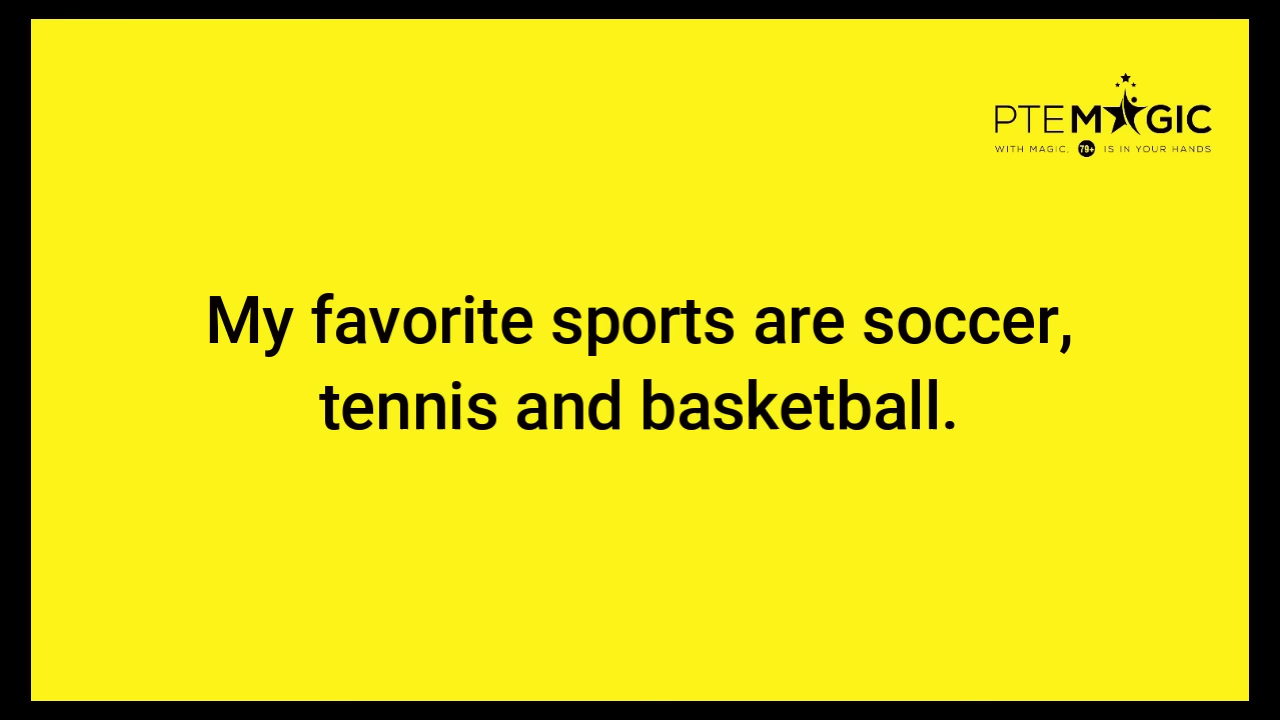 PTEMAGIC
WITH MAGIC, 79+ IS IN YOUR HANDS
My favorite sports are soccer,
tennis and basketball.